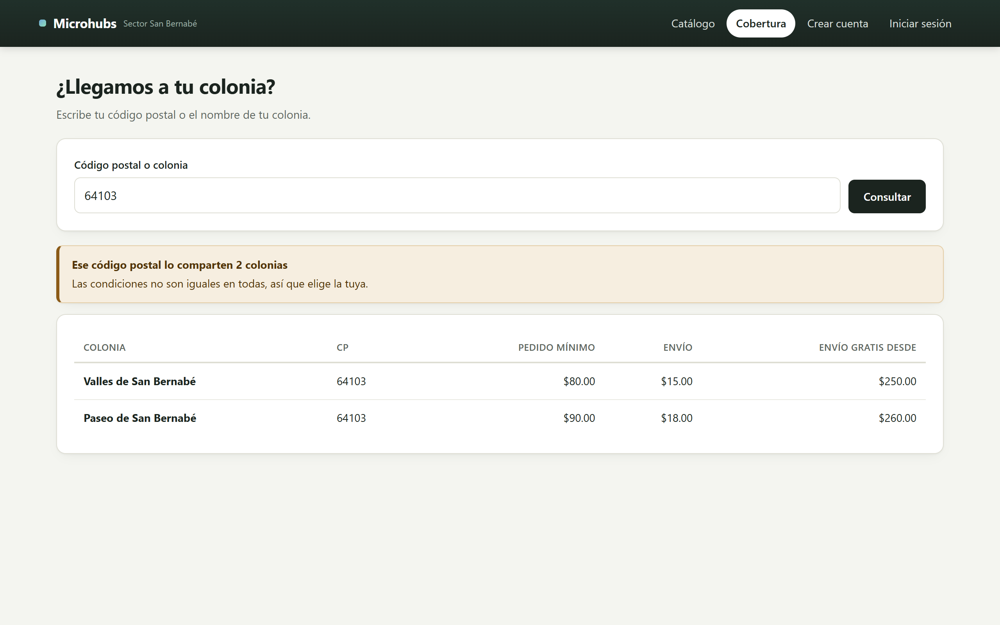 Microhubs Sector San Bernabé Catálogo Cobertura Crear cuenta Iniciar sesión
¿Llegamos a tu colonia?
Escribe tu código postal o el nombre de tu colonia.
Código postal o colonia
64103 Consultar
Ese código postal lo comparten 2 colonias
Las condiciones no son iguales en todas, así que elige la tuya.
COLONIA CP PEDIDO MÍNIMO ENVÍO ENVÍO GRATIS DESDE
Valles de San Bernabé 64103 $80.00 $15.00 $250.00
Paseo de San Bernabé 64103 $90.00 $18.00 $260.00